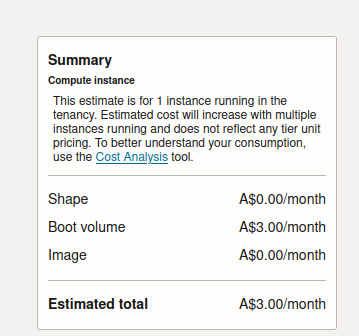 Summary
Compute instance
This estimate is for 1 instance running in the
tenancy. Estimated cost will increase with multiple
instances running and does not reflect any tier unit
pricing. To better understand your consumption,
use the Cost Analysis tool.
Shape A$0.00/month
Boot volume A$3.00/month
Image A$0.00/month
Estimated total A$3.00/month